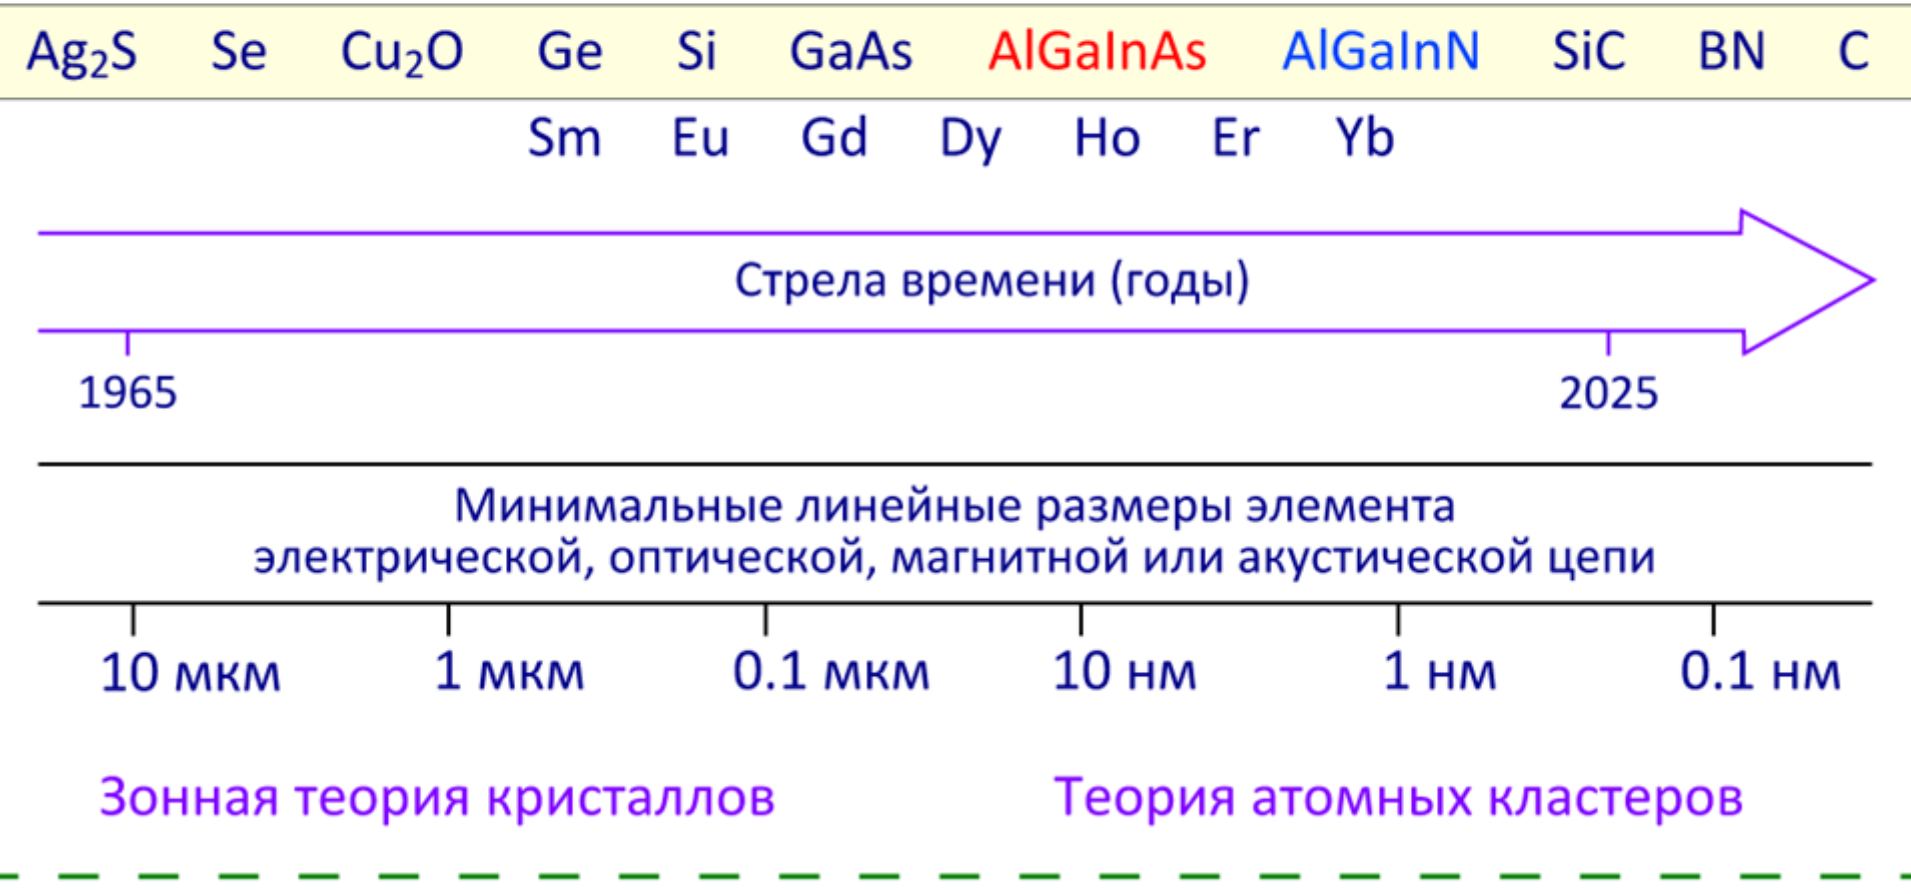 Ag₂S Se Cu₂O Ge Si GaAs AlGaInAs AlGaInN SiC BN C
Sm Eu Gd Dy Ho Er Yb
Стрела времени (годы)
1965 2025
Минимальные линейные размеры элемента
электрической, оптической, магнитной или акустической цепи
10 мкм 1 мкм 0.1 мкм 10 нм 1 нм 0.1 нм
Зонная теория кристаллов Теория атомных кластеров